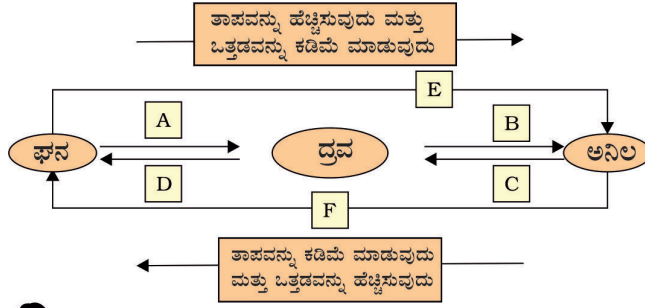 ತಾಪವನ್ನು ಹೆಚ್ಚಿಸುವುದು ಮತ್ತು
ಒತ್ತಡವನ್ನು ಕಡಿಮೆ ಮಾಡುವುದು
E
A
B
ಘನ
ದ್ರವ
ಅನಿಲ
D
C
F
ತಾಪವನ್ನು ಕಡಿಮೆ ಮಾಡುವುದು
ಮತ್ತು ಒತ್ತಡವನ್ನು ಹೆಚ್ಚಿಸುವುದು